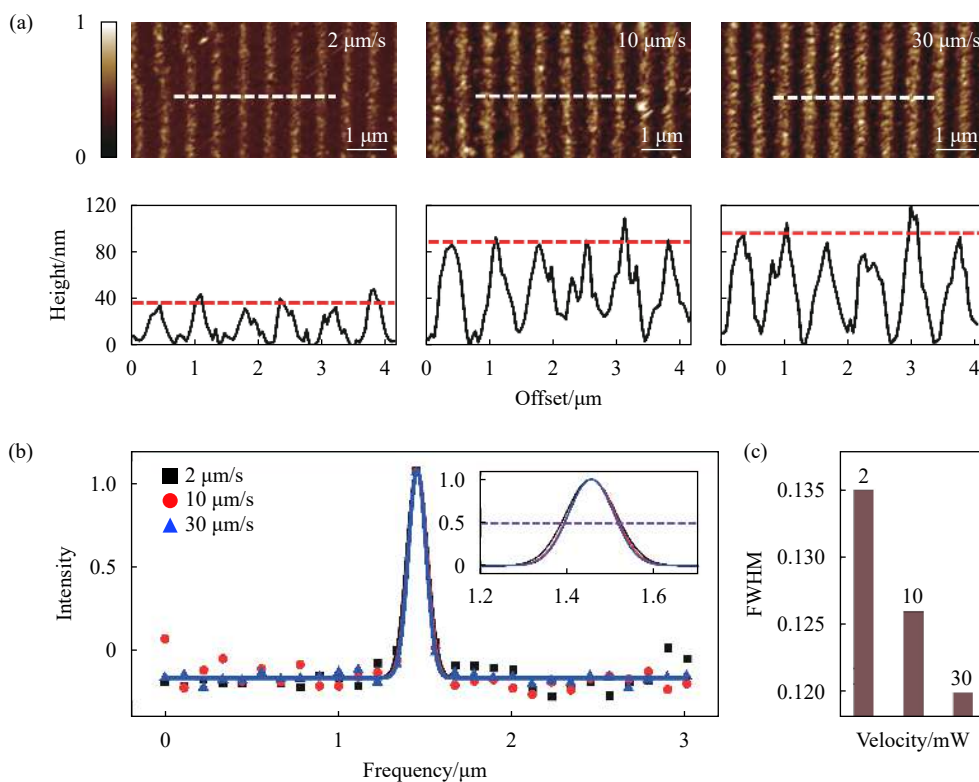 (a)
1
0
2 μm/s
1 μm
10 μm/s
1 μm
30 μm/s
1 μm
Height/nm
120
80
40
0
0 1 2 3 4
0 1 2 3 4
0 1 2 3 4
Offset/μm
(b)
Intensity
1.0
0.5
0
2 μm/s
10 μm/s
30 μm/s
1.0
0.5
0
1.2 1.4 1.6
0 1 2 3
Frequency/μm
(c)
FWHM
0.135
0.130
0.125
0.120
2
10
30
Velocity/mW